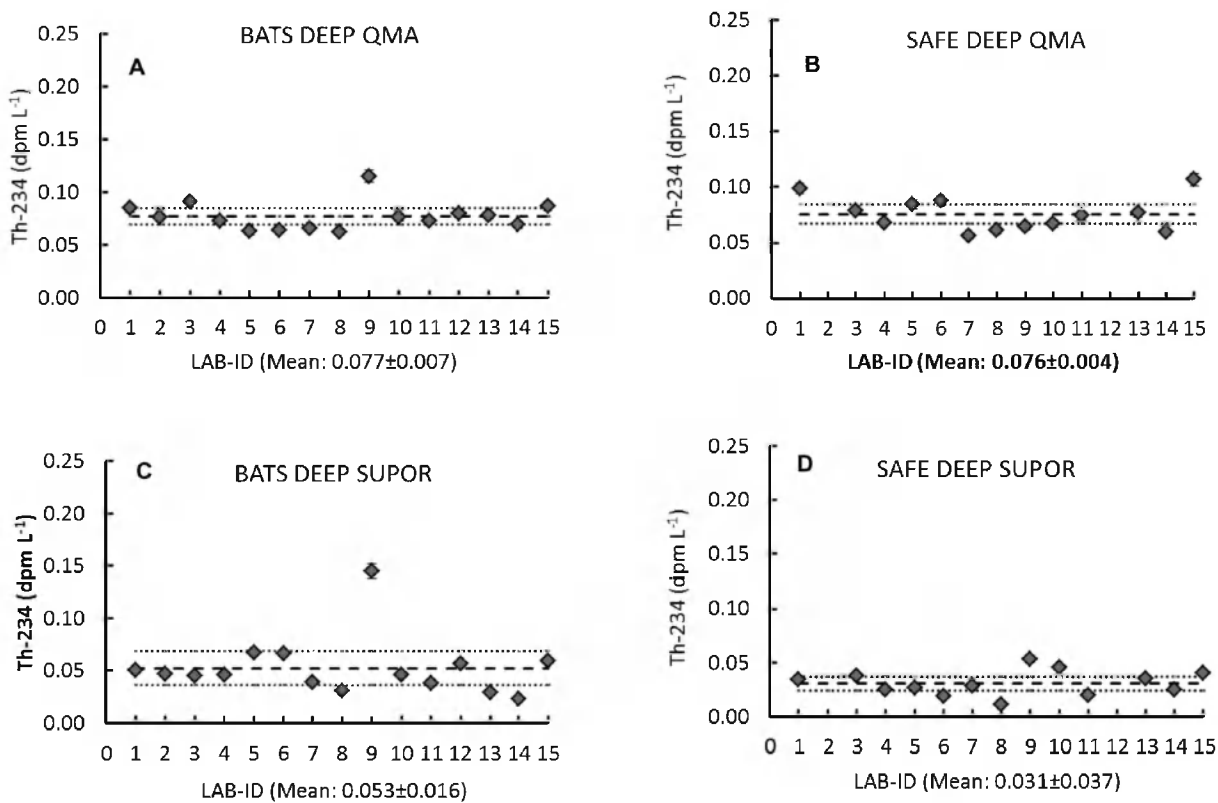 BATS DEEP QMA
A
Th-234 (dpm L⁻¹)
0.25
0.20
0.15
0.10
0.05
0.00
0 1 2 3 4 5 6 7 8 9 10 11 12 13 14 15
LAB-ID (Mean: 0.077±0.007)
SAFE DEEP QMA
B
Th-234 (dpm L⁻¹)
0.25
0.20
0.15
0.10
0.05
0.00
0 1 2 3 4 5 6 7 8 9 10 11 12 13 14 15
LAB-ID (Mean: 0.076±0.004)
BATS DEEP SUPOR
C
Th-234 (dpm L⁻¹)
0.25
0.20
0.15
0.10
0.05
0.00
0 1 2 3 4 5 6 7 8 9 10 11 12 13 14 15
LAB-ID (Mean: 0.053±0.016)
SAFE DEEP SUPOR
D
Th-234 (dpm L⁻¹)
0.25
0.20
0.15
0.10
0.05
0.00
0 1 2 3 4 5 6 7 8 9 10 11 12 13 14 15
LAB-ID (Mean: 0.031±0.037)